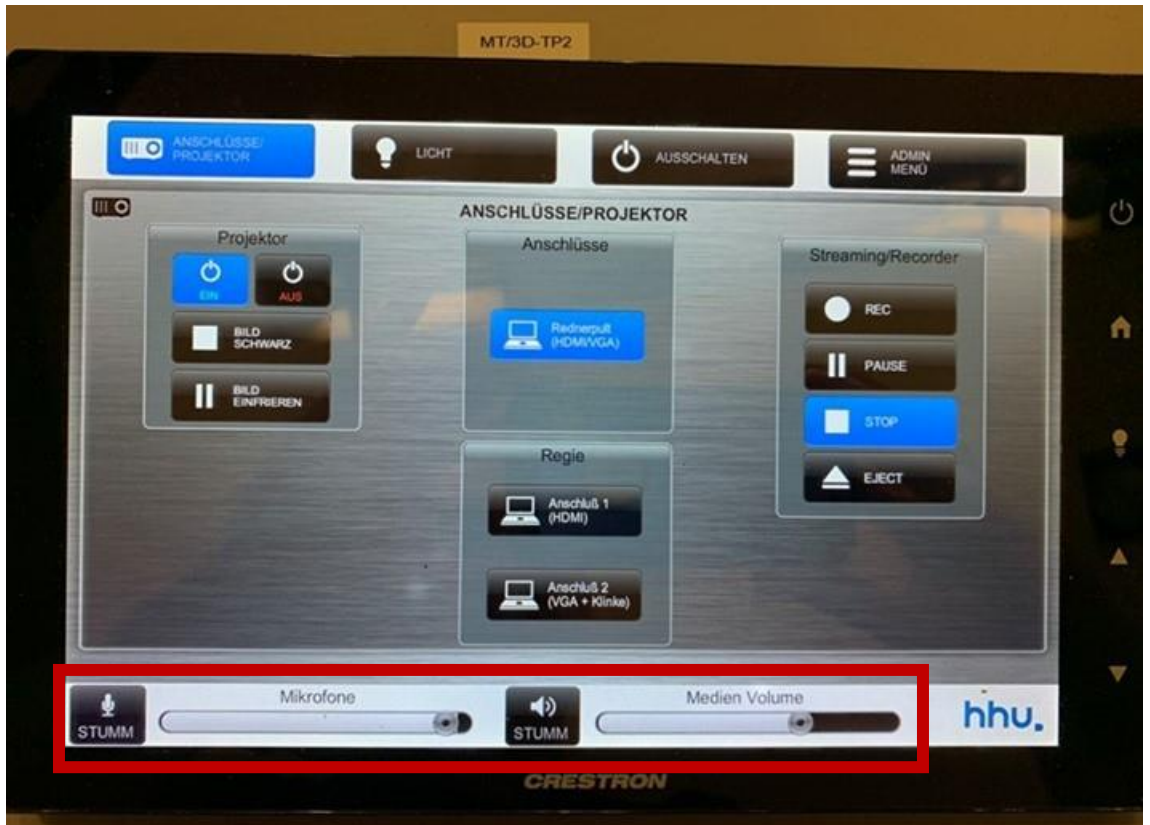 MT/3D-TP2
ANSCHLÜSSE/
PROJEKTOR
LICHT
AUSSCHALTEN
ADMIN
MENÜ
ANSCHLÜSSE/PROJEKTOR
Projektor
EIN
AUS
BILD
SCHWARZ
BILD
EINFRIEREN
Anschlüsse
Rednerpult
(HDMI/VGA)
Regie
Anschluß 1
(HDMI)
Anschluß 2
(VGA + Klinke)
Streaming/Recorder
REC
PAUSE
STOP
EJECT
STUMM
Mikrofone
STUMM
Medien Volume
hhu.
CRESTRON